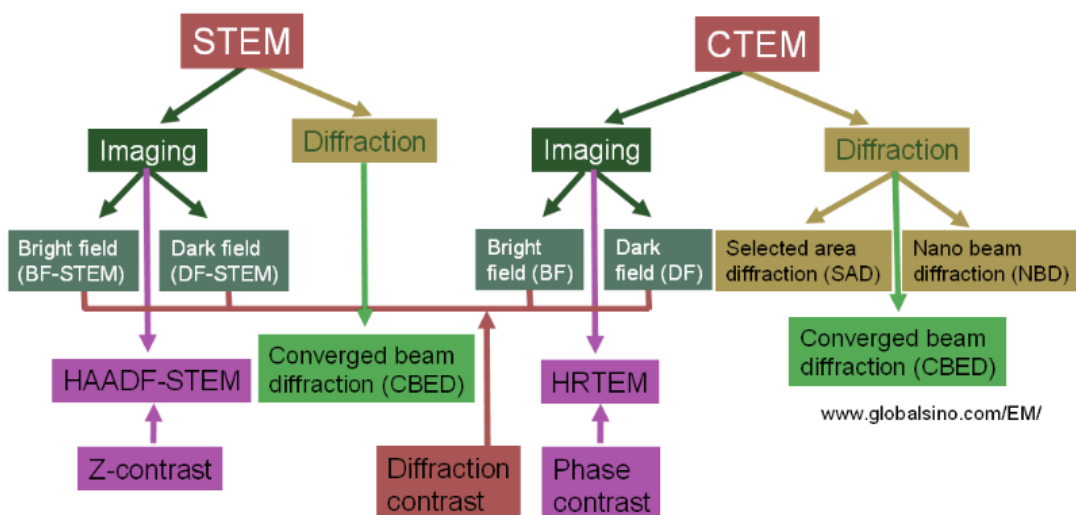 STEM
CTEM
Imaging
Diffraction
Imaging
Diffraction
Bright field
(BF-STEM)
Dark field
(DF-STEM)
Bright
field (BF)
Dark
field (DF)
Selected area
diffraction (SAD)
Nano beam
diffraction (NBD)
HAADF-STEM
Converged beam
diffraction (CBED)
HRTEM
Converged beam
diffraction (CBED)
www.globalsino.com/EM/
Z-contrast
Diffraction
contrast
Phase
contrast